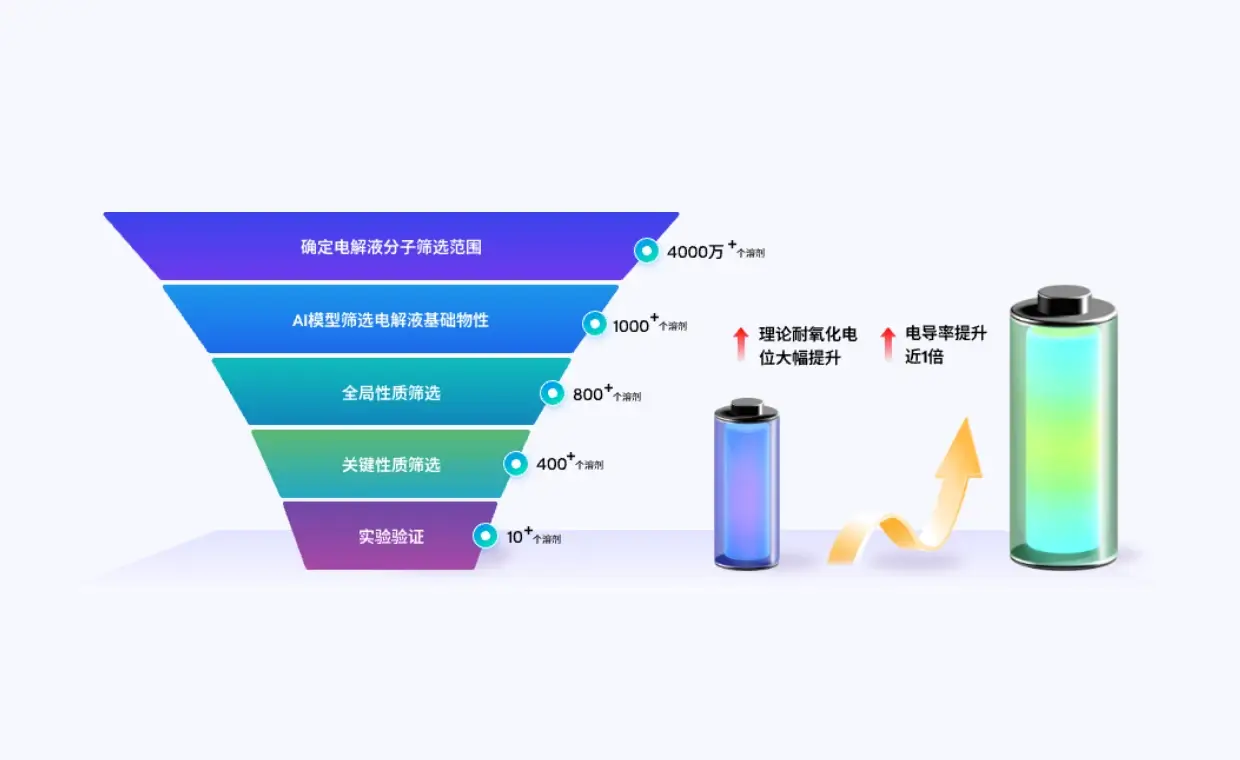 确定电解液分子筛选范围
4000万+个溶剂
AI模型筛选电解液基础物性
1000+个溶剂
全局性质筛选
800+个溶剂
关键性质筛选
400+个溶剂
实验验证
10+个溶剂
理论耐氧化电
位大幅提升
电导率提升
近1倍